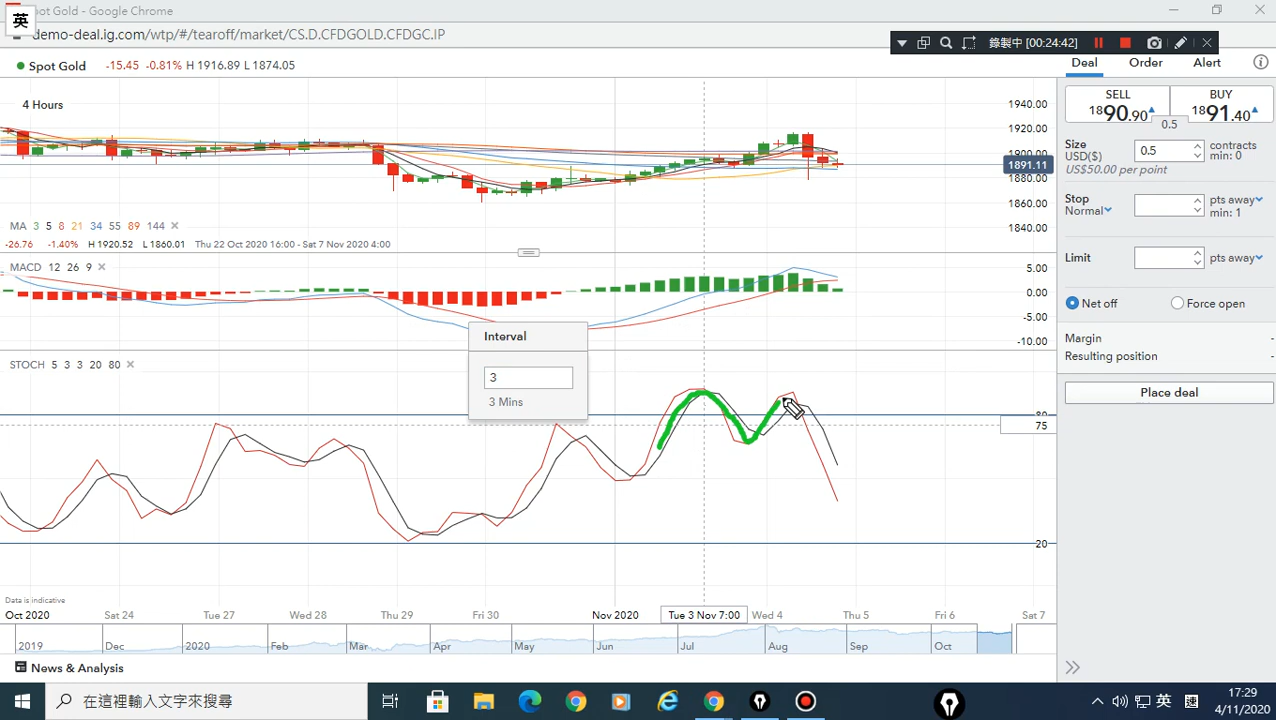 英
Spot Gold - Google Chrome
demo-deal.ig.com/wtp/#/tearoff/market/CS.D.CFDGOLD.CFDGC.IP
錄製中 [00:24:42]
Spot Gold -15.45 -0.81% H 1916.89 L 1874.05
Deal Order Alert
4 Hours
1940.00
1920.00
1900.00
1891.11
1880.00
1860.00
1840.00
SELL
1890.90
BUY
1891.40
0.5
Size
USD($)
0.5
contracts
min: 0
US$50.00 per point
Stop
Normal
pts away
min: 1
Limit
pts away
Net off
Force open
Margin -
Resulting position -
Place deal
MA 3 5 8 21 34 55 89 144
-26.76 -1.40% H 1920.52 L 1860.01 Thu 22 Oct 2020 16:00 - Sat 7 Nov 2020 4:00
MACD 12 26 9
5.00
0.00
-5.00
-10.00
Interval
3
3 Mins
STOCH 5 3 3 20 80
80
75
20
Data is indicative
Oct 2020 Sat 24 Tue 27 Wed 28 Thu 29 Fri 30 Nov 2020 Tue 3 Nov 7:00 Wed 4 Thu 5 Fri 6 Sat 7
2019 Dec 2020 Feb Mar Apr May Jun Jul Aug Sep Oct
News & Analysis
在這裡輸入文字來搜尋
英
17:29
4/11/2020